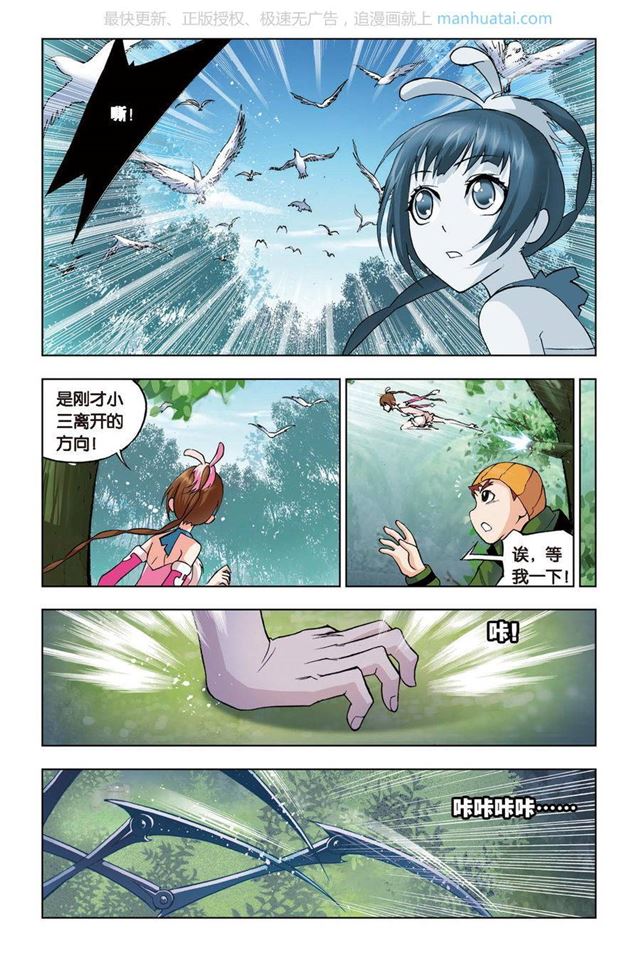 最快更新、正版授权、极速无广告，追漫画就上 manhuatai.com
嘶！
是刚才小
三离开的
方向！
诶，等
我一下！
咔！
咔咔咔咔……